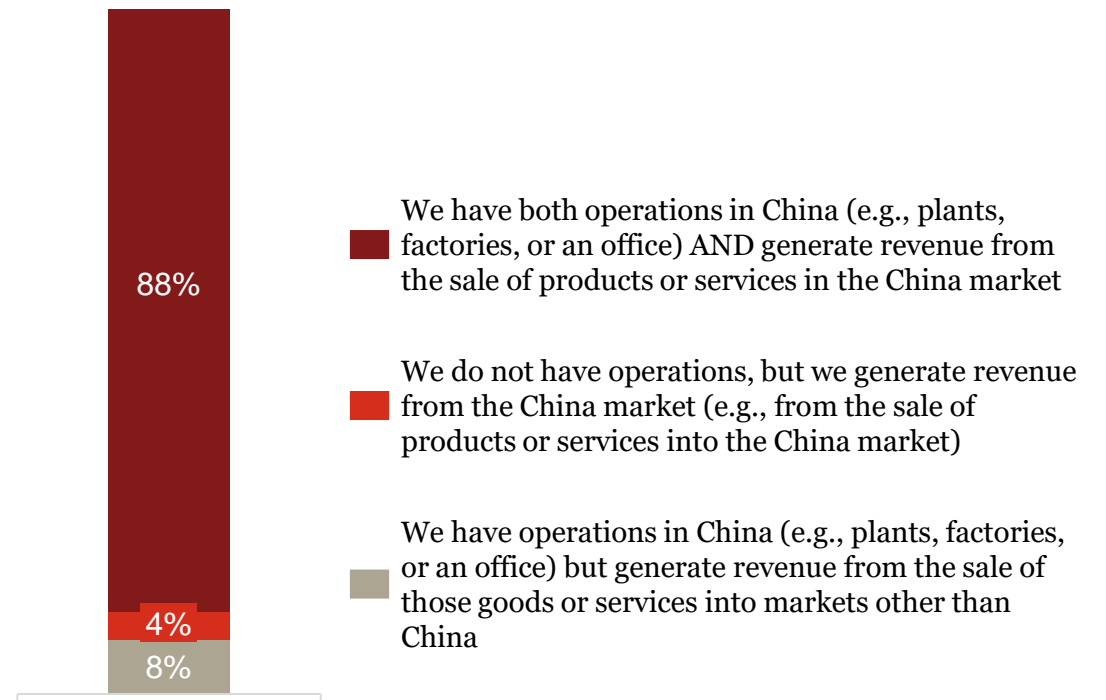 88%
4%
8%
We have both operations in China (e.g., plants,
factories, or an office) AND generate revenue from
the sale of products or services in the China market
We do not have operations, but we generate revenue
from the China market (e.g., from the sale of
products or services into the China market)
We have operations in China (e.g., plants, factories,
or an office) but generate revenue from the sale of
those goods or services into markets other than
China